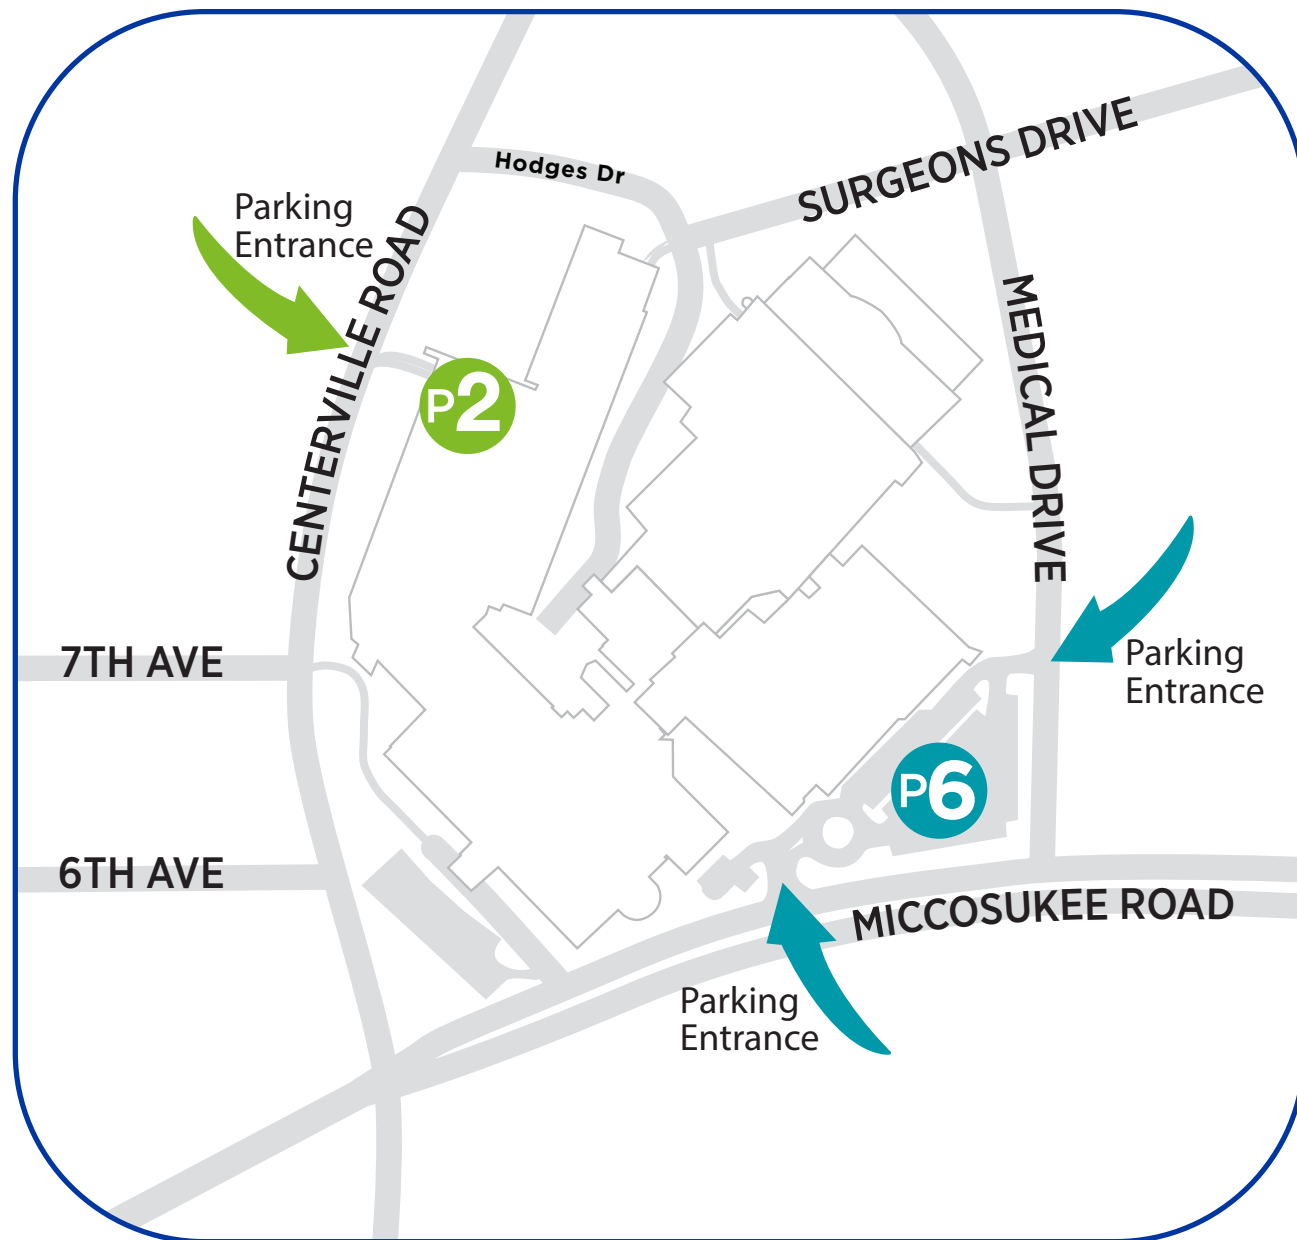 Hodges Dr
SURGEONS DRIVE
Parking
Entrance
CENTERVILLE ROAD
MEDICAL DRIVE
P2
7TH AVE
Parking
Entrance
P6
6TH AVE
MICCOSUKEE ROAD
Parking
Entrance